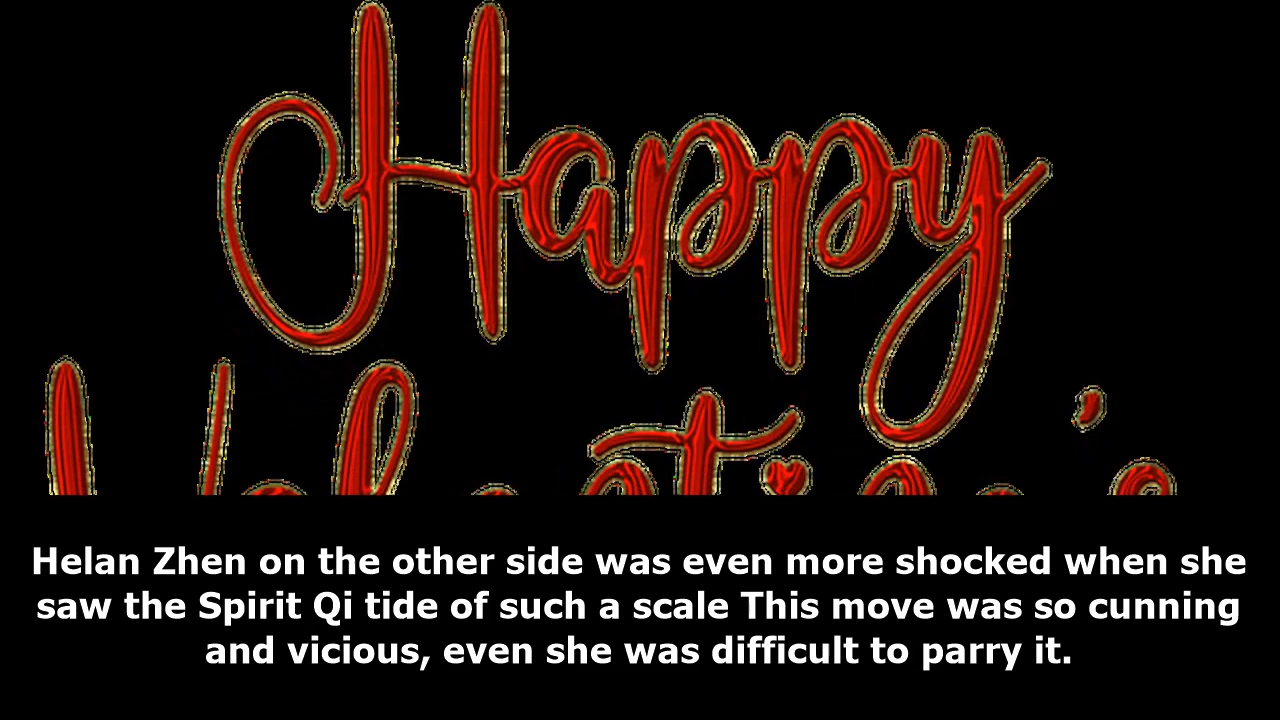 Happy
Valentine's
Helan Zhen on the other side was even more shocked when she
saw the Spirit Qi tide of such a scale This move was so cunning
and vicious, even she was difficult to parry it.